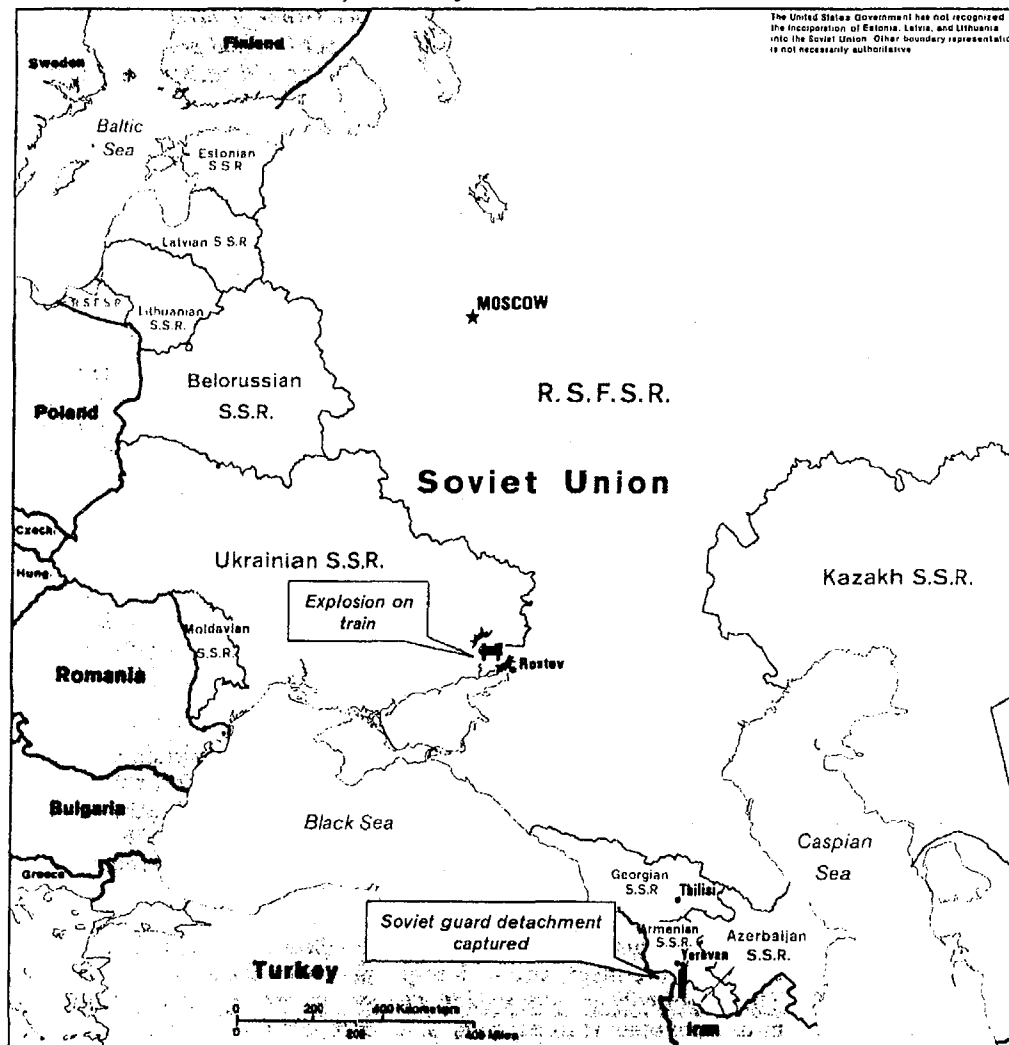 The United States Government has not recognized
the incorporation of Estonia, Latvia, and Lithuania
into the Soviet Union. Other boundary representatio
is not necessarily authoritative
Finland
Sweden
Baltic
Sea
Estonian
S.S.R
Latvian S.S.R
R.S.F.S.R
Lithuanian
S.S.R.
MOSCOW
Belorussian
S.S.R.
R.S.F.S.R.
Poland
Soviet Union
Czech.
Hung.
Ukrainian S.S.R.
Kazakh S.S.R.
Explosion on
train
Moldavian
S.S.R.
Rostov
Romania
Bulgaria
Black Sea
Caspian
Sea
Greece
Georgian
S.S.R
Tbilisi
Soviet guard detachment
captured
Armenian
S.S.R.
Azerbaijan
S.S.R.
Yerevan
Turkey
Iran
0 200 400 Kilometers
0 200 400 Miles